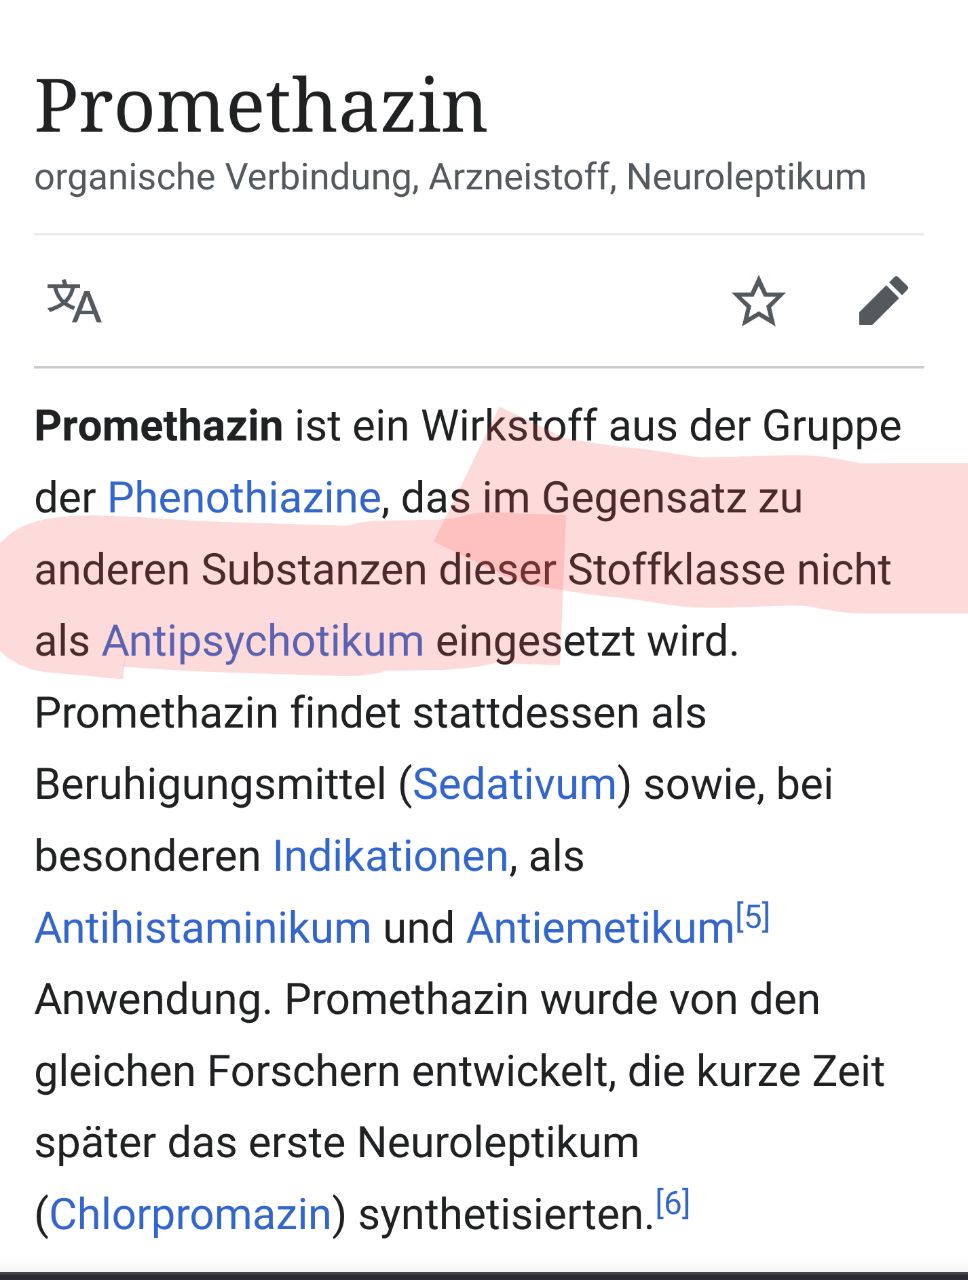 Promethazin
organische Verbindung, Arzneistoff, Neuroleptikum
文A
Promethazin ist ein Wirkstoff aus der Gruppe
der Phenothiazine, das im Gegensatz zu
anderen Substanzen dieser Stoffklasse nicht
als Antipsychotikum eingesetzt wird.
Promethazin findet stattdessen als
Beruhigungsmittel (Sedativum) sowie, bei
besonderen Indikationen, als
Antihistaminikum und Antiemetikum[5]
Anwendung. Promethazin wurde von den
gleichen Forschern entwickelt, die kurze Zeit
später das erste Neuroleptikum
(Chlorpromazin) synthetisierten.[6]